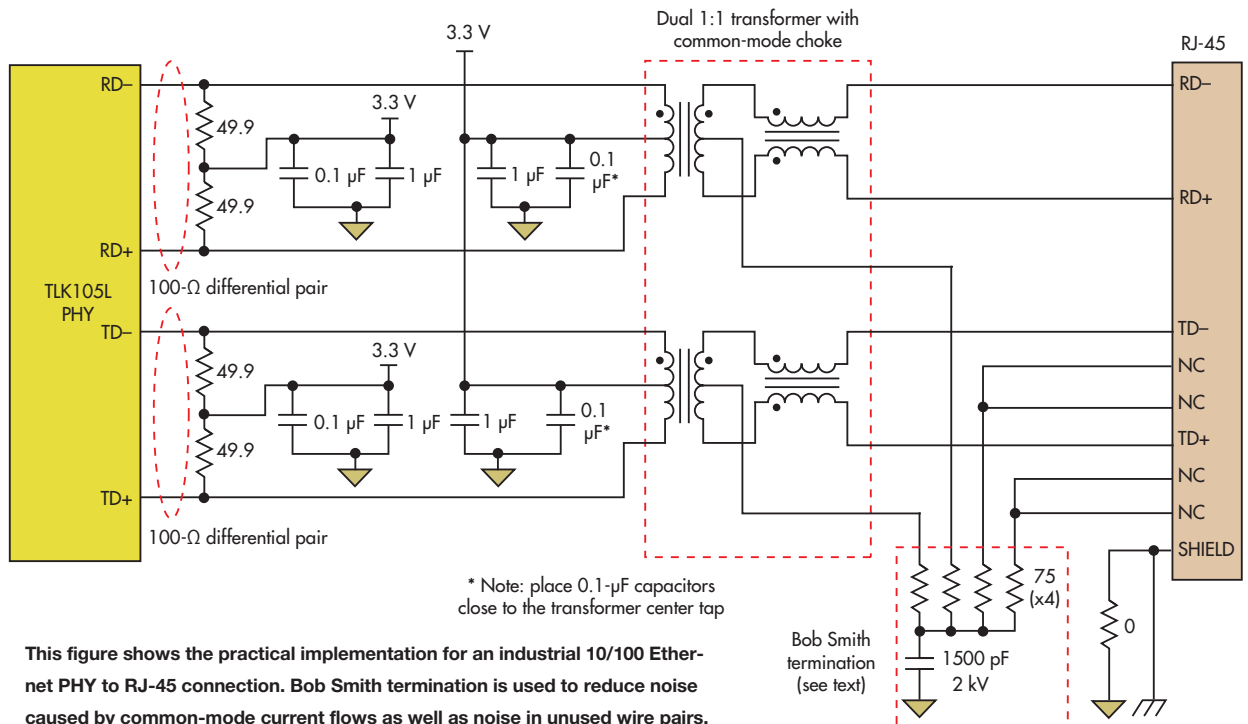 Dual 1:1 transformer with
common-mode choke
RJ-45
3.3 V
RD–
49.9
3.3 V
0.1 µF
1 µF
1 µF
0.1
µF*
RD–
49.9
RD+
RD+
100-Ω differential pair
TLK105L
PHY
TD–
49.9
3.3 V
0.1 µF
1 µF
1 µF
0.1
µF*
TD–
NC
NC
49.9
TD+
TD+
NC
NC
100-Ω differential pair
SHIELD
* Note: place 0.1-µF capacitors
close to the transformer center tap
75
(x4)
0
Bob Smith
termination
(see text)
1500 pF
2 kV
This figure shows the practical implementation for an industrial 10/100 Ether-
net PHY to RJ-45 connection. Bob Smith termination is used to reduce noise
caused by common-mode current flows as well as noise in unused wire pairs.